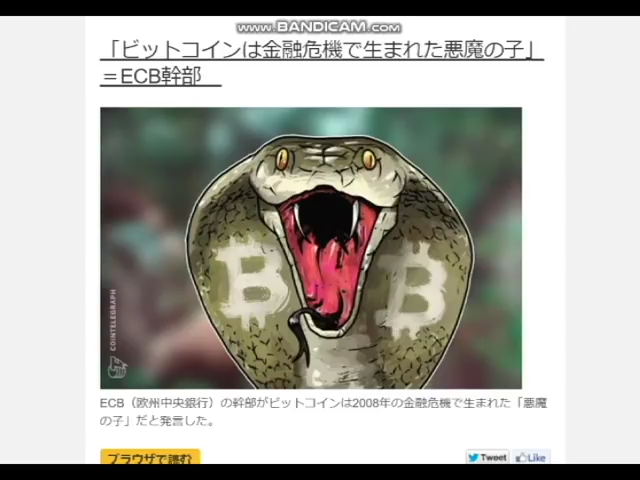 www.BANDICAM.com
「ビットコインは金融危機で生まれた悪魔の子」
＝ECB幹部
COINTELEGRAPH
ECB（欧州中央銀行）の幹部がビットコインは2008年の金融危機で生まれた「悪魔
の子」だと発言した。
ブラウザで読む
Tweet
Like